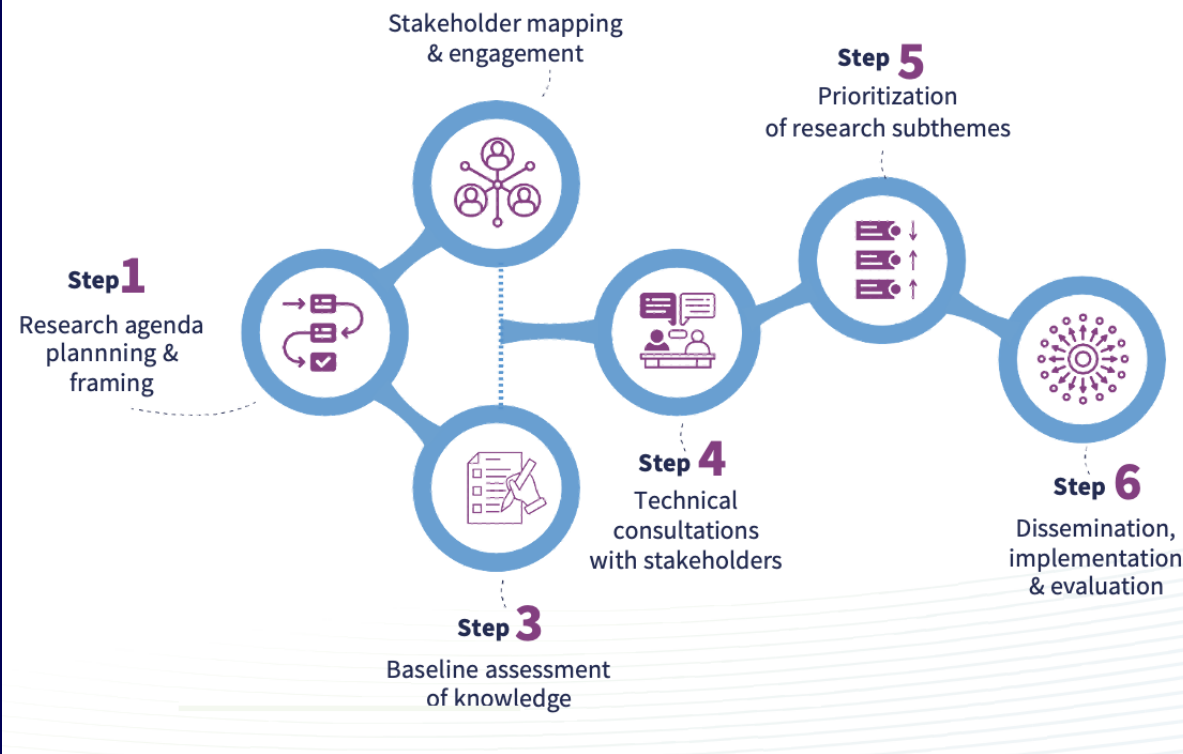 Stakeholder mapping
& engagement
Step 1
Research agenda
plannning &
framing
Step 3
Baseline assessment
of knowledge
Step 4
Technical
consultations
with stakeholders
Step 5
Prioritization
of research subthemes
Step 6
Dissemination,
implementation
& evaluation